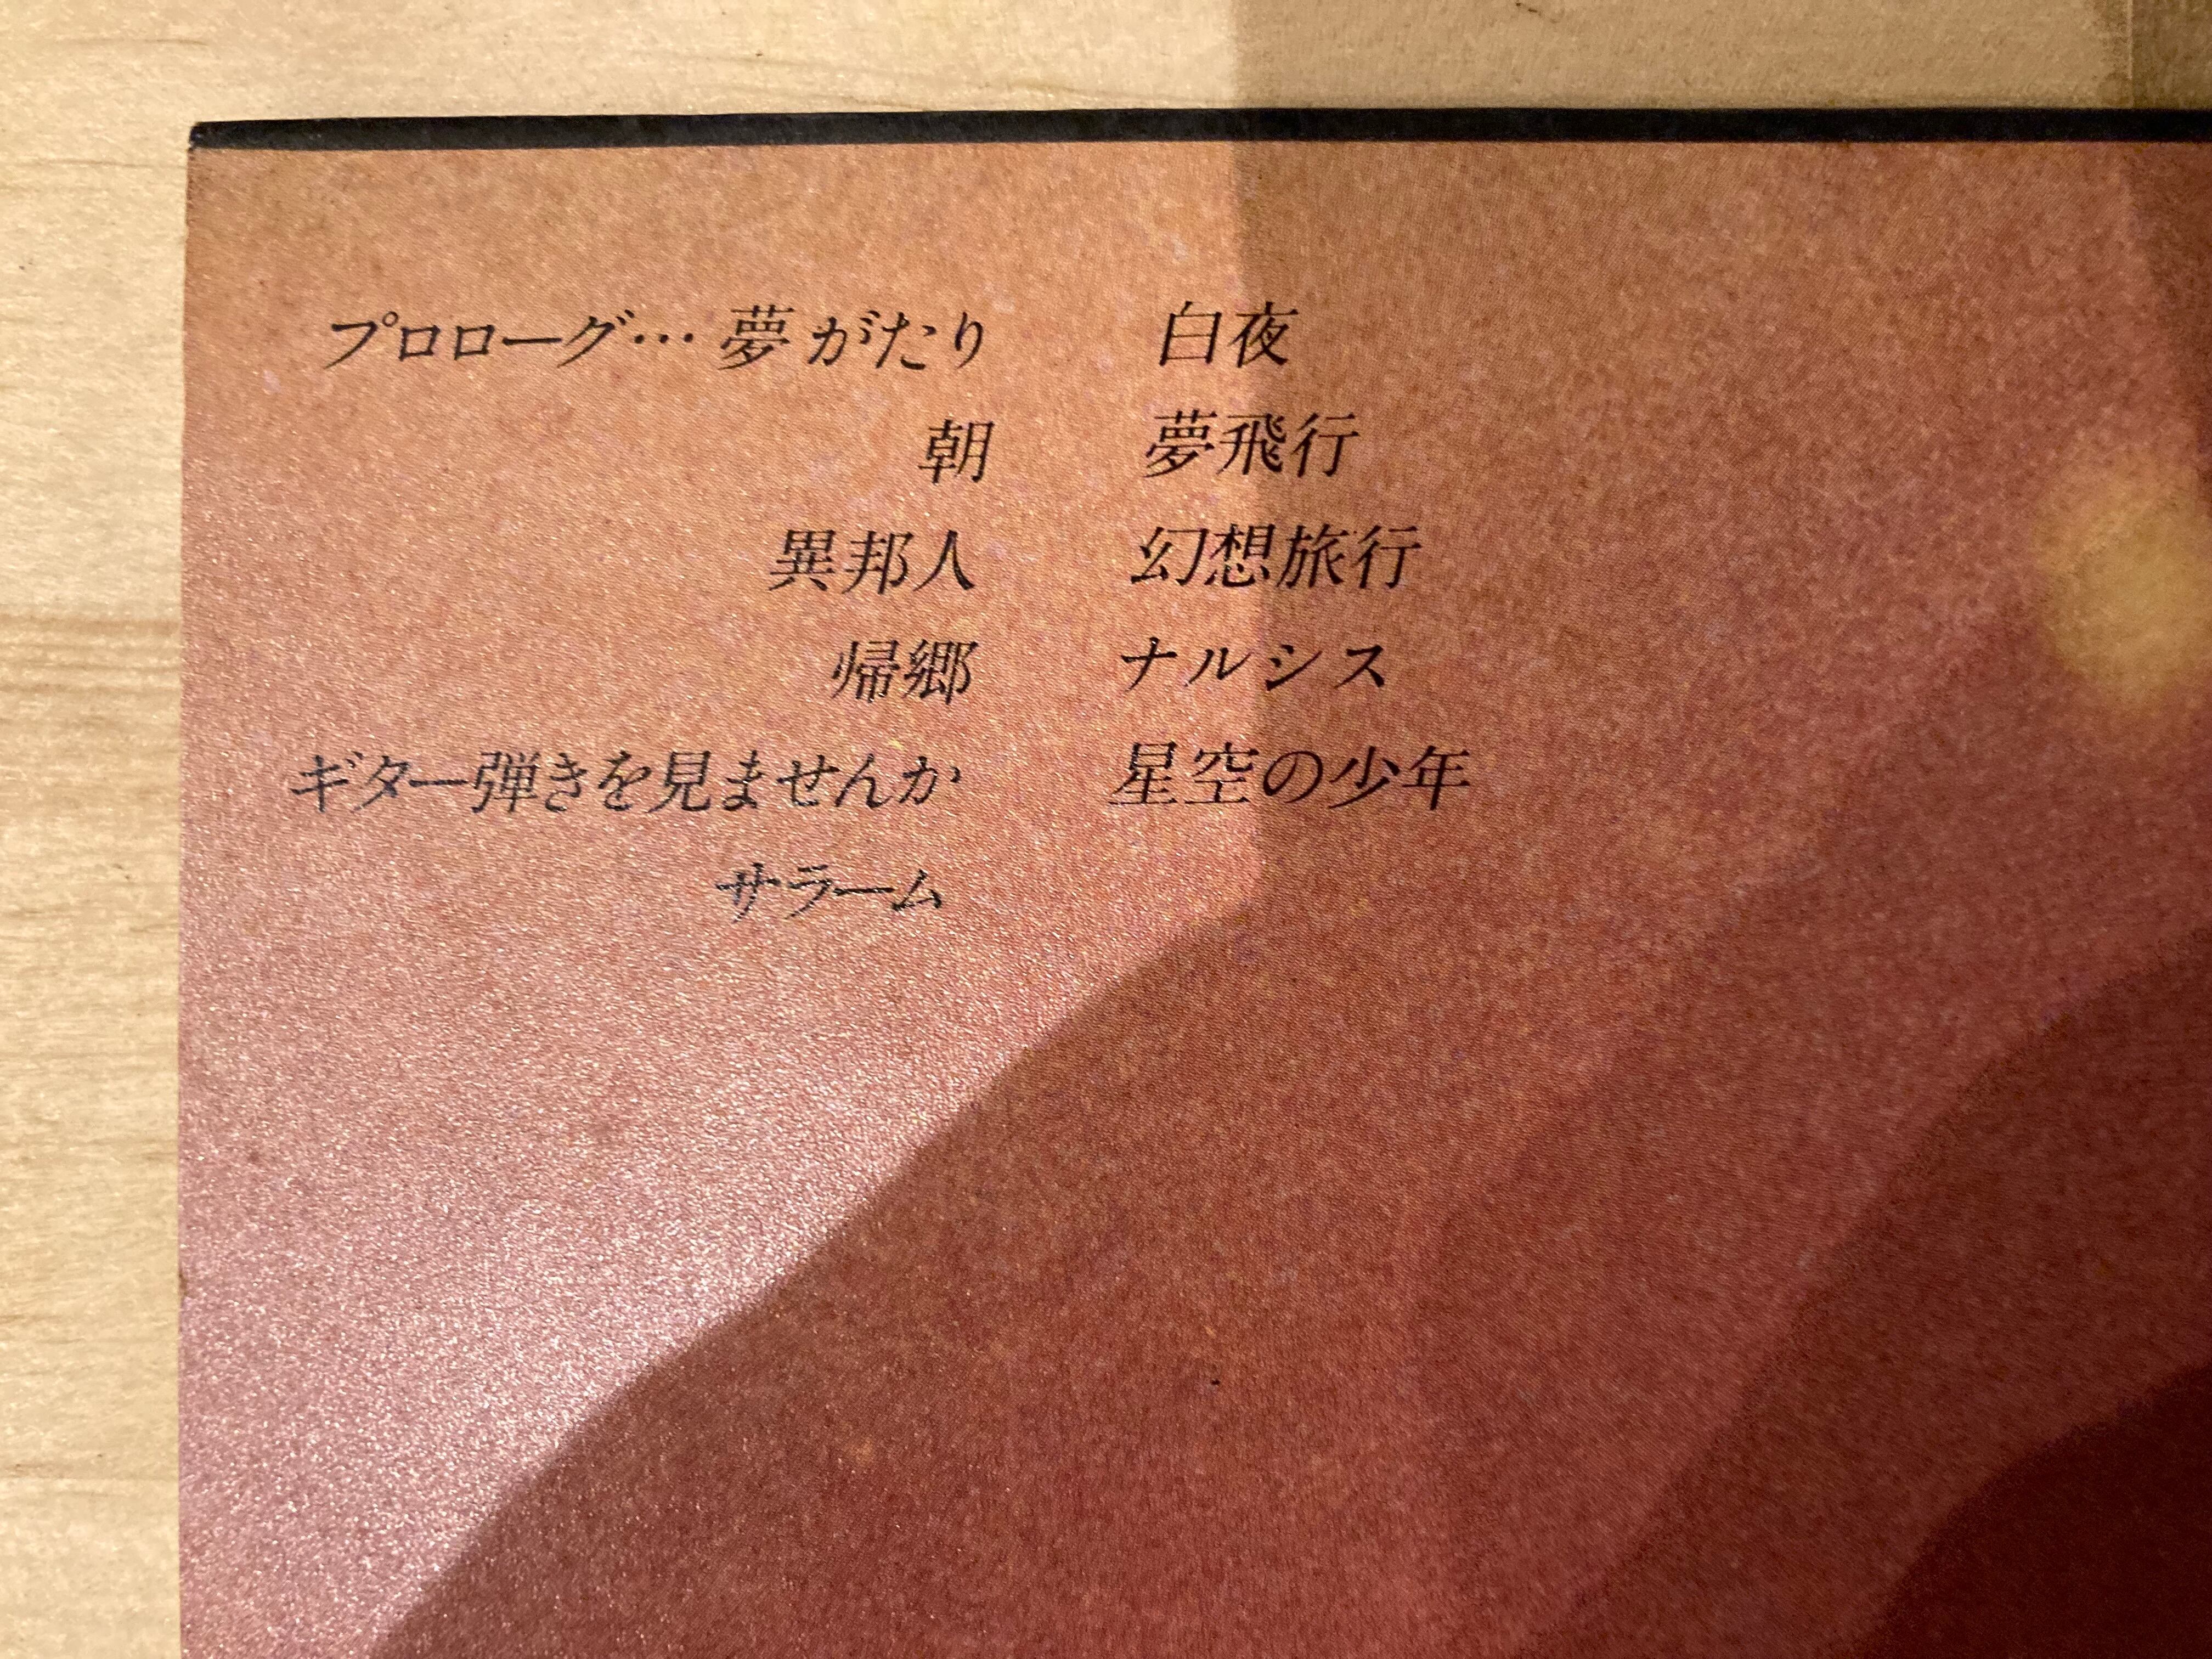 プロローグ…夢がたり
朝
異邦人
帰郷
ギター弾きを見ませんか
サラーム
白夜
夢飛行
幻想旅行
ナルシス
星空の少年